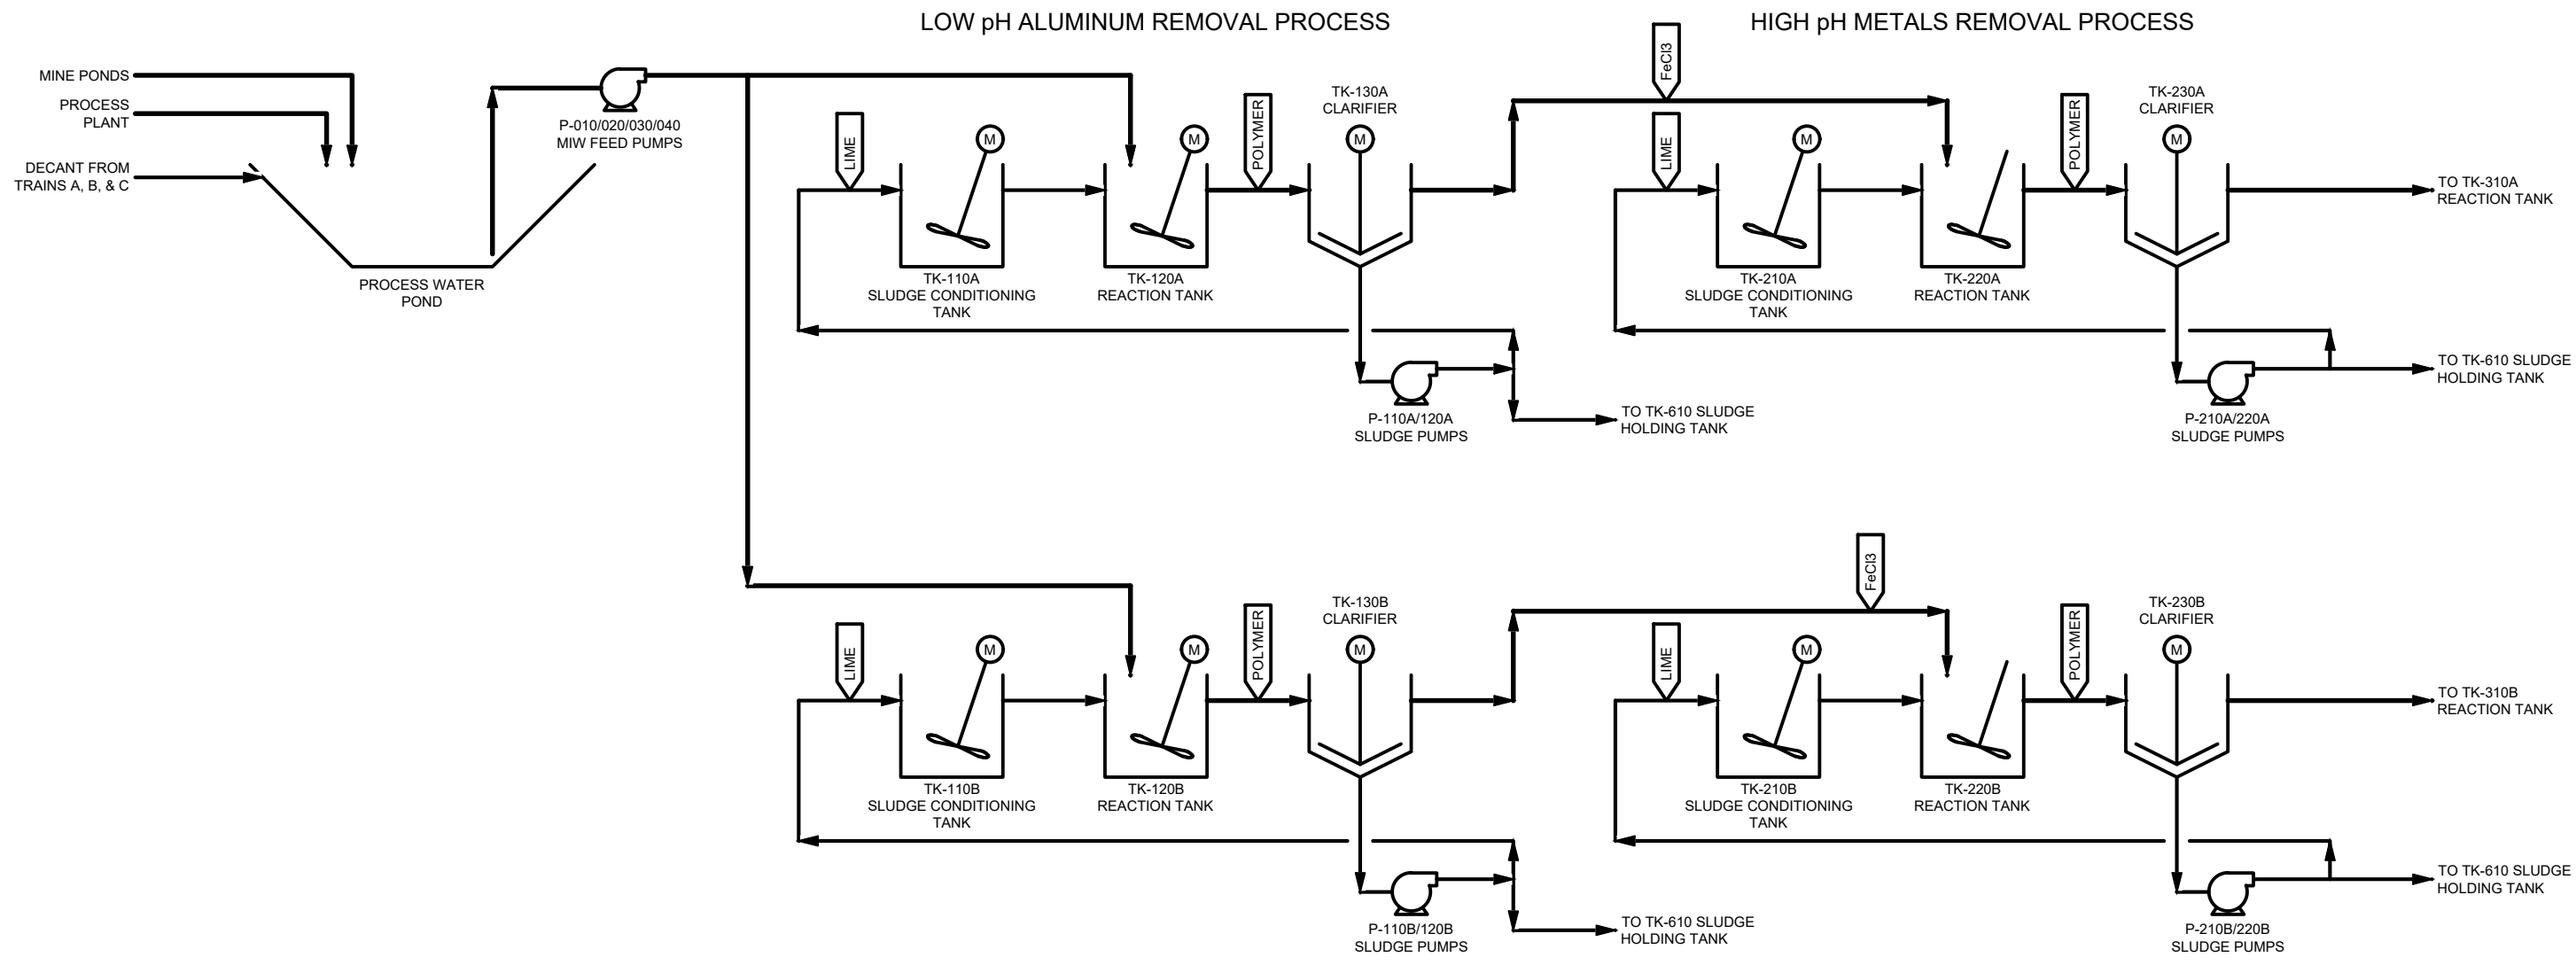 LOW pH ALUMINUM REMOVAL PROCESS
HIGH pH METALS REMOVAL PROCESS
MINE PONDS
PROCESS
PLANT
DECANT FROM
TRAINS A, B, & C
PROCESS WATER
POND
P-010/020/030/040
MIW FEED PUMPS
LIME
M
TK-110A
SLUDGE CONDITIONING
TANK
M
TK-120A
REACTION TANK
POLYMER
TK-130A
CLARIFIER
M
P-110A/120A
SLUDGE PUMPS
TO TK-610 SLUDGE
HOLDING TANK
FeCl3
LIME
M
TK-210A
SLUDGE CONDITIONING
TANK
TK-220A
REACTION TANK
POLYMER
TK-230A
CLARIFIER
M
TO TK-310A
REACTION TANK
P-210A/220A
SLUDGE PUMPS
TO TK-610 SLUDGE
HOLDING TANK
LIME
M
TK-110B
SLUDGE CONDITIONING
TANK
M
TK-120B
REACTION TANK
POLYMER
TK-130B
CLARIFIER
M
P-110B/120B
SLUDGE PUMPS
TO TK-610 SLUDGE
HOLDING TANK
FeCl3
LIME
M
TK-210B
SLUDGE CONDITIONING
TANK
TK-220B
REACTION TANK
POLYMER
TK-230B
CLARIFIER
M
TO TK-310B
REACTION TANK
P-210B/220B
SLUDGE PUMPS
TO TK-610 SLUDGE
HOLDING TANK